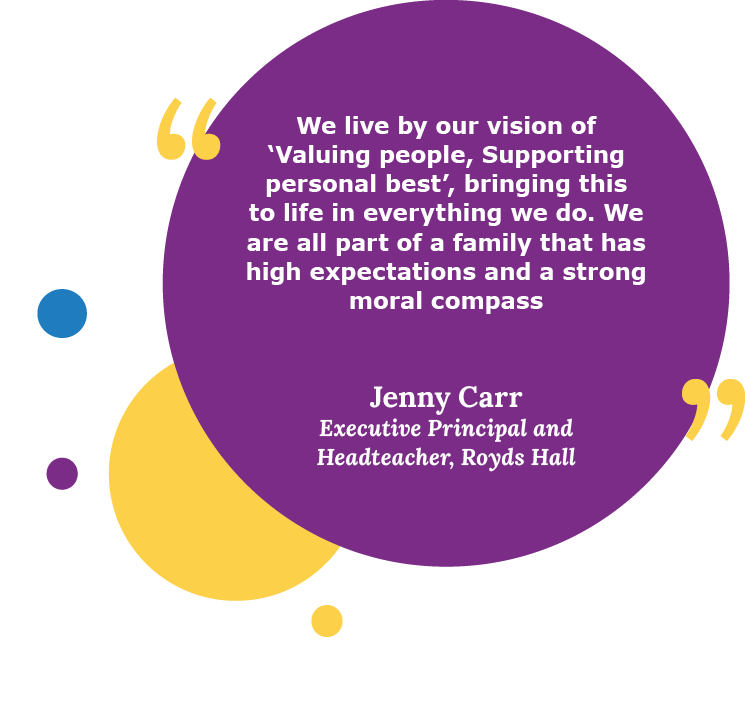 “
We live by our vision of
‘Valuing people, Supporting
personal best’, bringing this
to life in everything we do. We
are all part of a family that has
high expectations and a strong
moral compass
”
Jenny Carr
Executive Principal and
Headteacher, Royds Hall